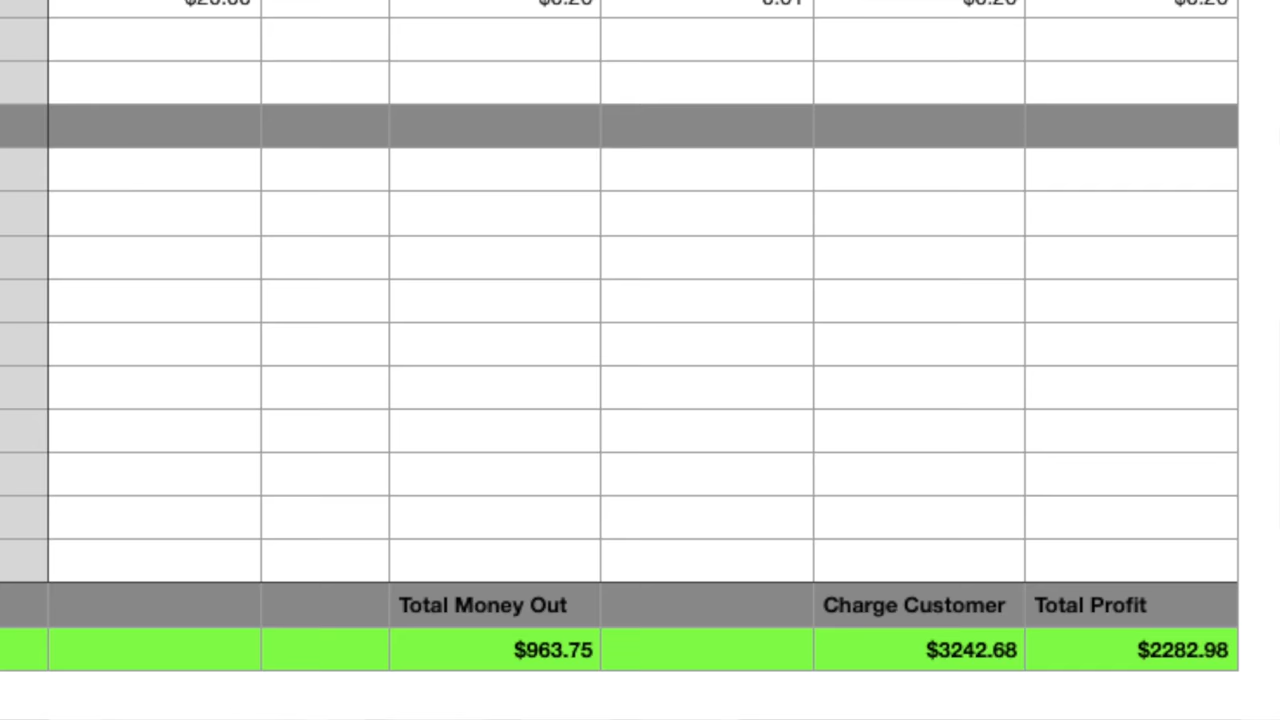 Total Money Out Charge Customer Total Profit
$963.75 $3242.68 $2282.98